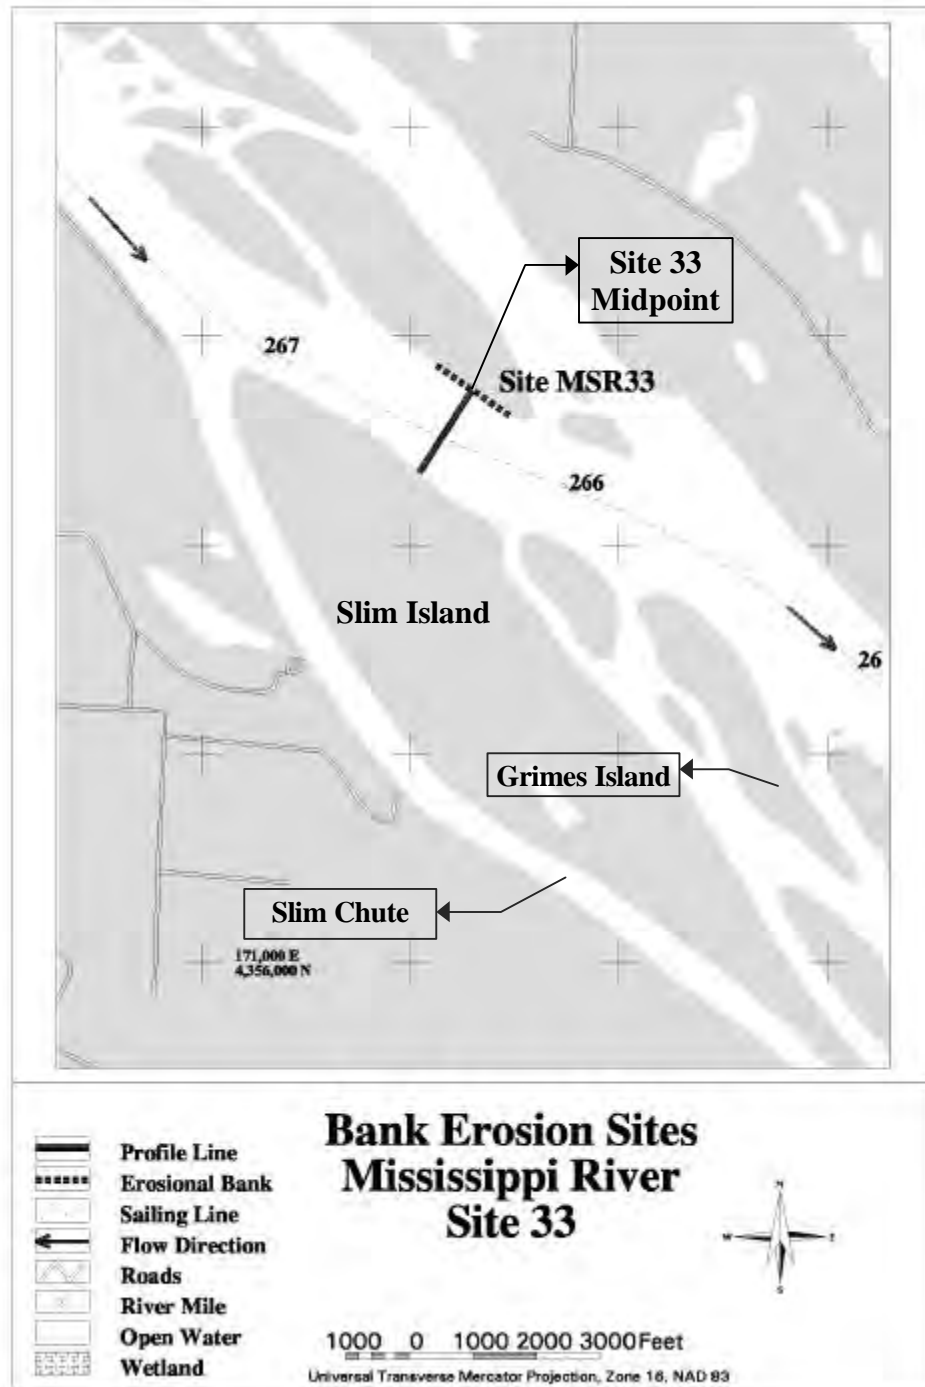 Site 33
Midpoint
267
Site MSR33
266
Slim Island
26
Grimes Island
Slim Chute
171,000 E
4,356,000 N
Bank Erosion Sites
Mississippi River
Site 33
Profile Line
Erosional Bank
Sailing Line
Flow Direction
Roads
River Mile
Open Water
Wetland
N
W
E
S
1000 0 1000 2000 3000 Feet
Universal Transverse Mercator Projection, Zone 16, NAD 83